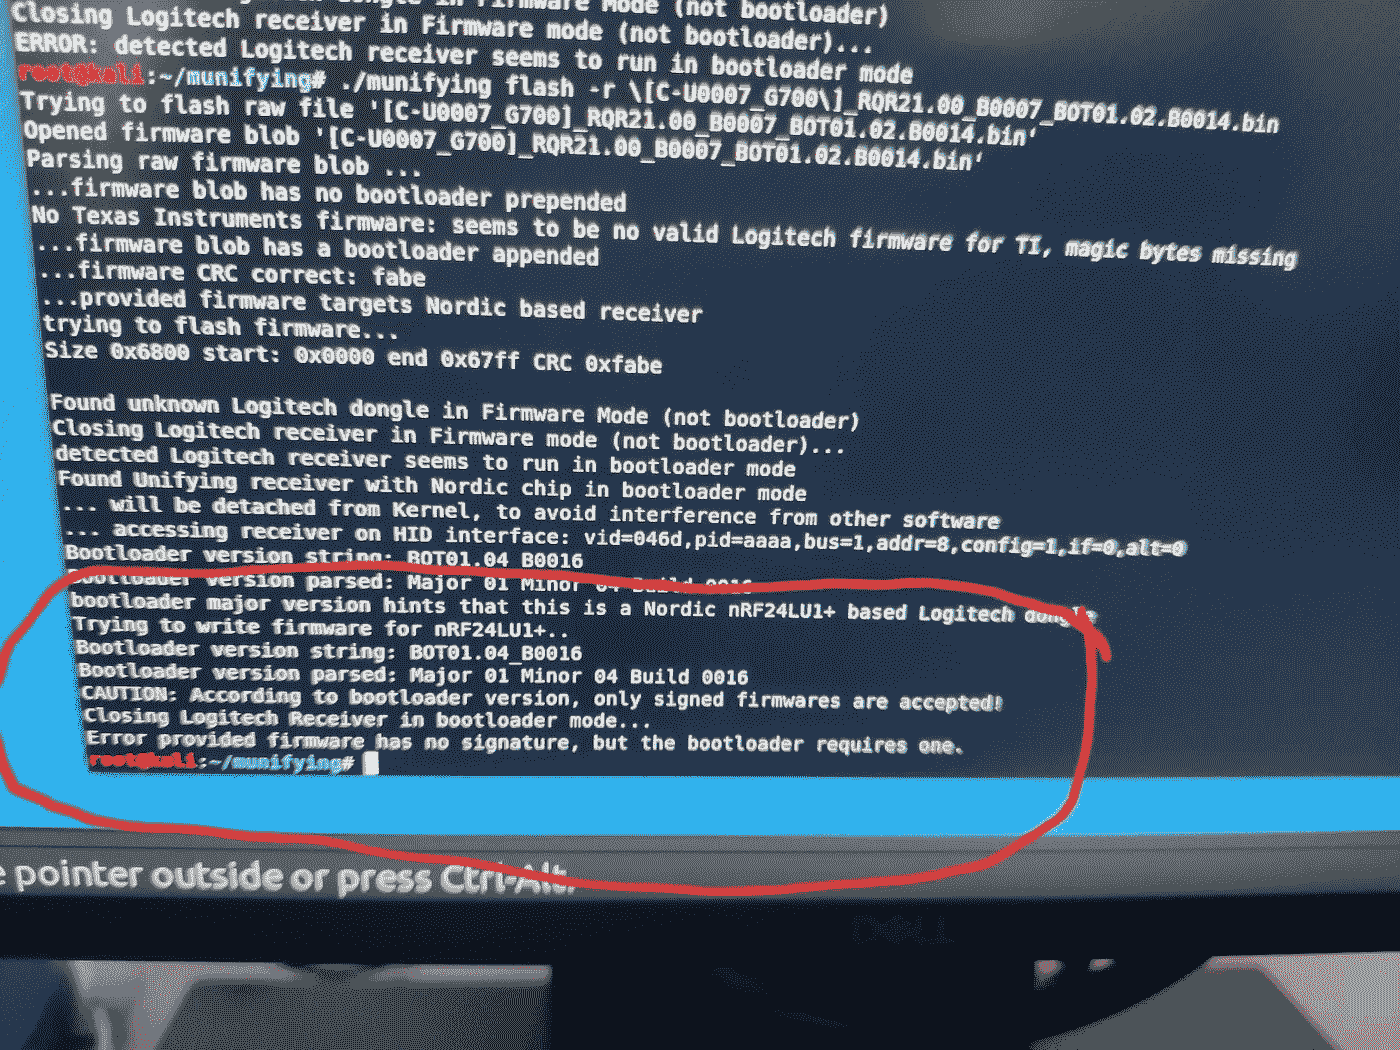 dongle in Firmware Mode (not bootloader)
Closing Logitech receiver in Firmware mode (not bootloader)...
ERROR: detected Logitech receiver seems to run in bootloader mode
root@kali:~/munifying# ./munifying flash -r \[C-U0007_G700\]_RQR21.00_B0007_BOT01.02.B0014.bin
Trying to flash raw file '[C-U0007_G700]_RQR21.00_B0007_BOT01.02.B0014.bin'
Opened firmware blob '[C-U0007_G700]_RQR21.00_B0007_BOT01.02.B0014.bin'
Parsing raw firmware blob ...
...firmware blob has no bootloader prepended
No Texas Instruments firmware: seems to be no valid Logitech firmware for TI, magic bytes missing
...firmware blob has a bootloader appended
...firmware CRC correct: fabe
...provided firmware targets Nordic based receiver
trying to flash firmware...
Size 0x6800 start: 0x0000 end 0x67ff CRC 0xfabe
Found unknown Logitech dongle in Firmware Mode (not bootloader)
Closing Logitech receiver in Firmware mode (not bootloader)...
detected Logitech receiver seems to run in bootloader mode
Found Unifying receiver with Nordic chip in bootloader mode
... will be detached from Kernel, to avoid interference from other software
... accessing receiver on HID interface: vid=046d,pid=aaaa,bus=1,addr=8,config=1,if=0,alt=0
Bootloader version string: BOT01.04_B0016
Bootloader version parsed: Major 01 Minor 04 Build 0016
bootloader major version hints that this is a Nordic nRF24LU1+ based Logitech dongle
Trying to write firmware for nRF24LU1+..
Bootloader version string: BOT01.04_B0016
Bootloader version parsed: Major 01 Minor 04 Build 0016
CAUTION: According to bootloader version, only signed firmwares are accepted!
Closing Logitech Receiver in bootloader mode...
Error provided firmware has no signature, but the bootloader requires one.
root@kali:~/munifying#
e pointer outside or press Ctrl-Alt.
DELL